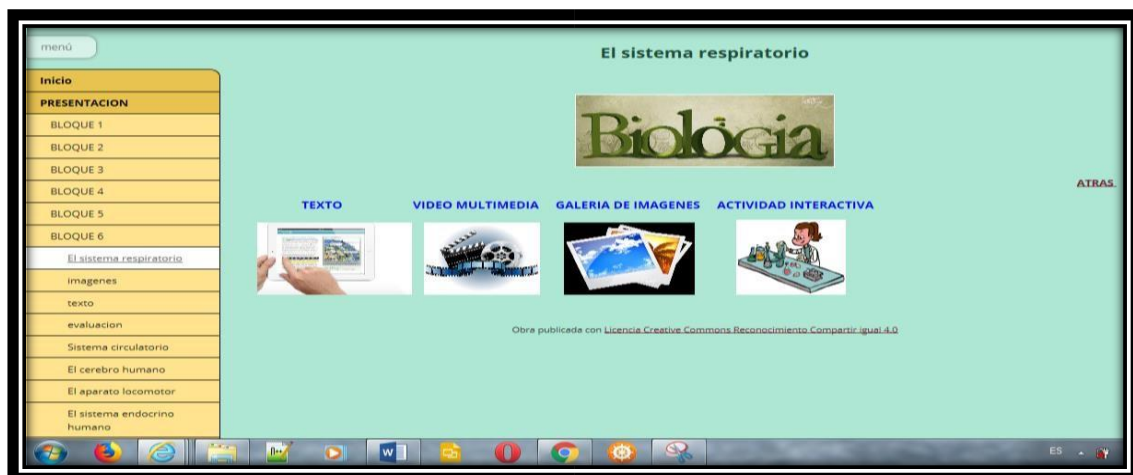 menú
El sistema respiratorio
Inicio
PRESENTACION
BLOQUE 1
BLOQUE 2
BLOQUE 3
BLOQUE 4
BLOQUE 5
BLOQUE 6
El sistema respiratorio
imagenes
texto
evaluacion
Sistema circulatorio
El cerebro humano
El aparato locomotor
El sistema endocrino
humano
Biológia
ATRAS
TEXTO VIDEO MULTIMEDIA GALERIA DE IMAGENES ACTIVIDAD INTERACTIVA
Obra publicada con Licencia Creative Commons Reconocimiento Compartir igual 4.0
ES